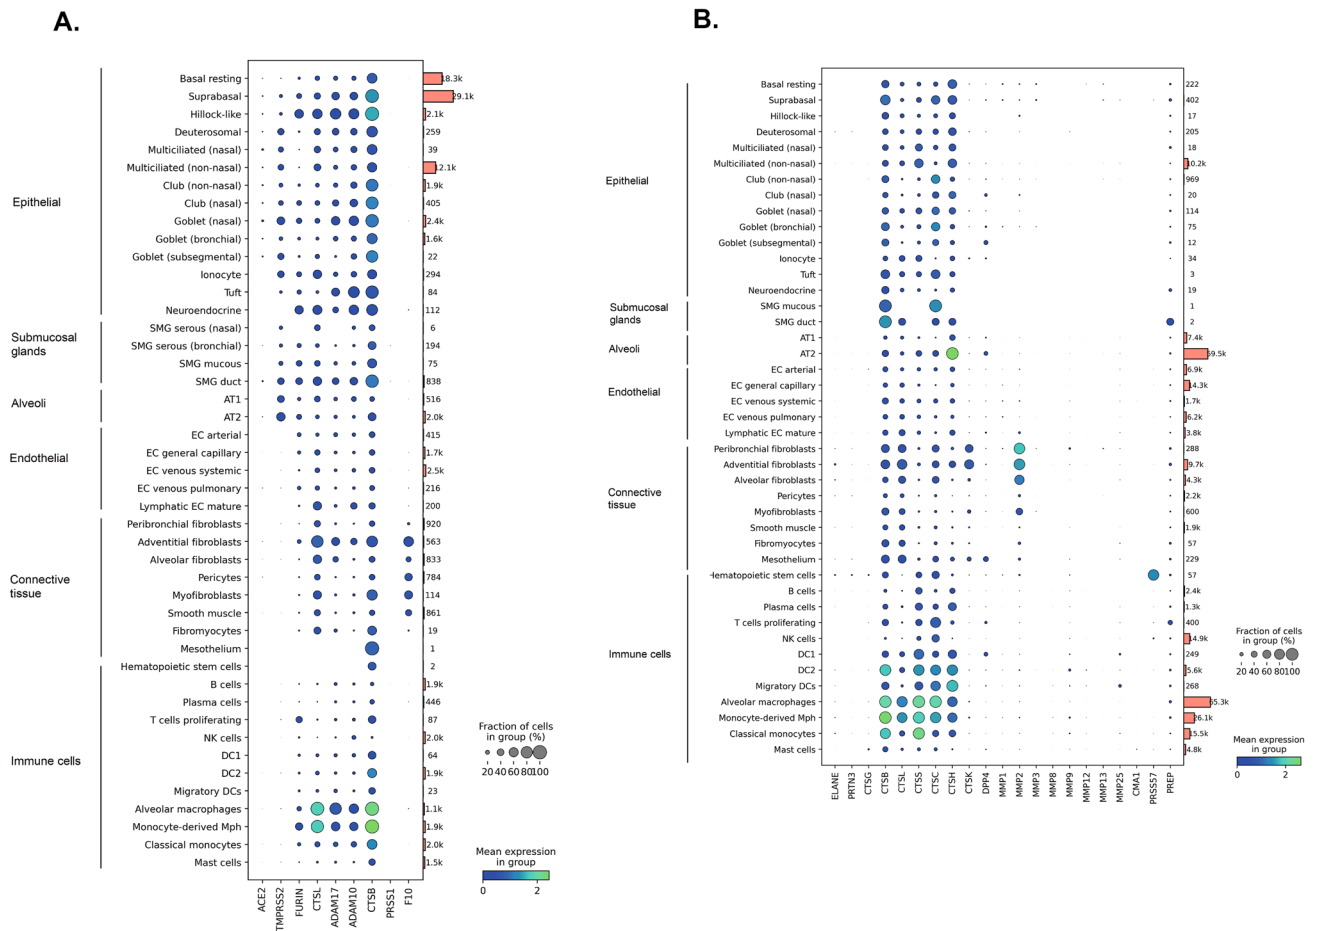 A.
Epithelial
Submucosal
glands
Alveoli
Endothelial
Connective
tissue
Immune cells
Basal resting 18.3k
Suprabasal 29.1k
Hillock-like 2.1k
Deuterosomal 259
Multiciliated (nasal) 39
Multiciliated (non-nasal) 12.1k
Club (non-nasal) 1.9k
Club (nasal) 405
Goblet (nasal) 2.4k
Goblet (bronchial) 1.6k
Goblet (subsegmental) 22
Ionocyte 294
Tuft 84
Neuroendocrine 112
SMG serous (nasal) 6
SMG serous (bronchial) 194
SMG mucous 75
SMG duct 838
AT1 516
AT2 2.0k
EC arterial 415
EC general capillary 1.7k
EC venous systemic 2.5k
EC venous pulmonary 216
Lymphatic EC mature 200
Peribronchial fibroblasts 920
Adventitial fibroblasts 563
Alveolar fibroblasts 833
Pericytes 784
Myofibroblasts 114
Smooth muscle 861
Fibromyocytes 19
Mesothelium 1
Hematopoietic stem cells 2
B cells 1.9k
Plasma cells 446
T cells proliferating 87
NK cells 2.0k
DC1 64
DC2 1.9k
Migratory DCs 23
Alveolar macrophages 1.1k
Monocyte-derived Mph 1.9k
Classical monocytes 2.0k
Mast cells 1.5k
ACE2 TMPRSS2 FURIN CTSL ADAM17 ADAM10 CTSB PRSS1 F10
Fraction of cells
in group (%)
20 40 60 80 100
Mean expression
in group
0 2
B.
Epithelial
Submucosal
glands
Alveoli
Endothelial
Connective
tissue
Immune cells
Basal resting 222
Suprabasal 402
Hillock-like 17
Deuterosomal 205
Multiciliated (nasal) 18
Multiciliated (non-nasal) 10.2k
Club (non-nasal) 969
Club (nasal) 20
Goblet (nasal) 114
Goblet (bronchial) 75
Goblet (subsegmental) 12
Ionocyte 34
Tuft 3
Neuroendocrine 19
SMG mucous 1
SMG duct 2
AT1 7.4k
AT2 59.5k
EC arterial 6.9k
EC general capillary 14.3k
EC venous systemic 1.7k
EC venous pulmonary 6.2k
Lymphatic EC mature 3.8k
Peribronchial fibroblasts 288
Adventitial fibroblasts 9.7k
Alveolar fibroblasts 4.3k
Pericytes 2.2k
Myofibroblasts 600
Smooth muscle 1.9k
Fibromyocytes 57
Mesothelium 229
Hematopoietic stem cells 57
B cells 2.4k
Plasma cells 1.3k
T cells proliferating 400
NK cells 14.9k
DC1 249
DC2 5.6k
Migratory DCs 268
Alveolar macrophages 65.3k
Monocyte-derived Mph 26.1k
Classical monocytes 15.5k
Mast cells 4.8k
ELANE PRTN3 CTSG CTSB CTSL CTSS CTSC CTSH CTSK DPP4 MMP1 MMP2 MMP3 MMP8 MMP9 MMP12 MMP13 MMP25 CMA1 PRSS57 PREP
Fraction of cells
in group (%)
20 40 60 80 100
Mean expression
in group
0 2